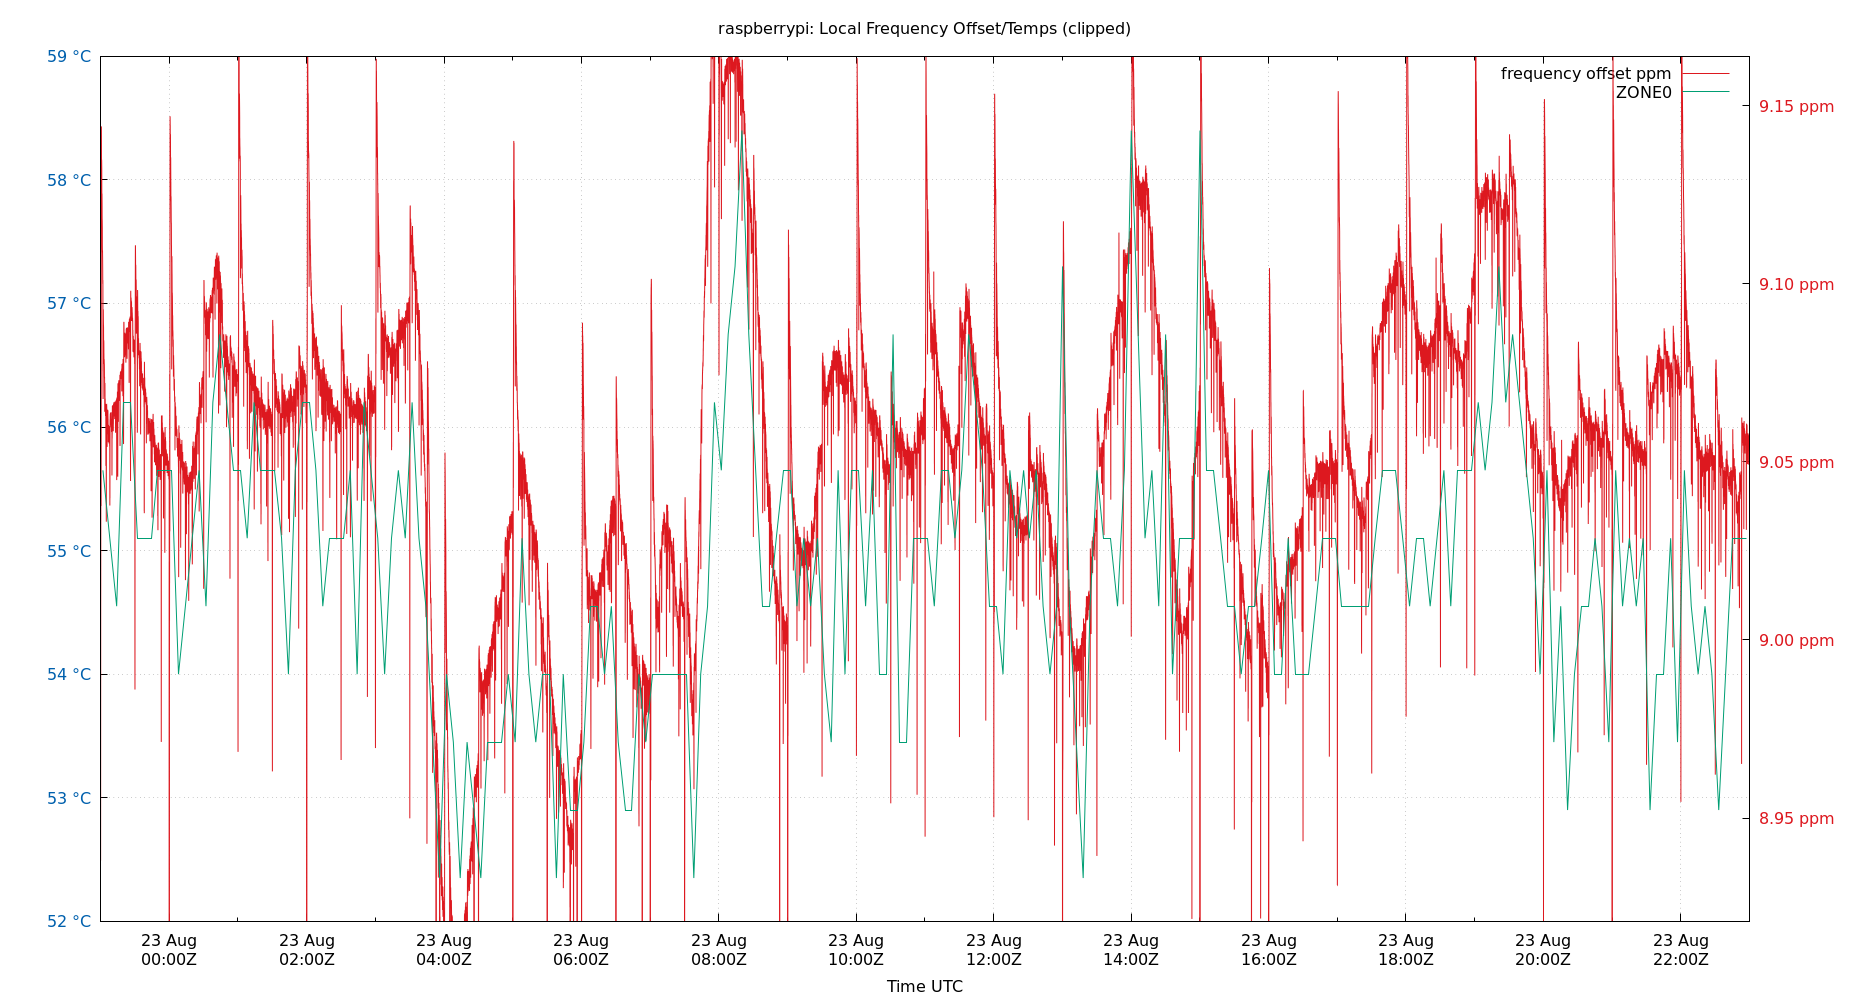 raspberrypi: Local Frequency Offset/Temps (clipped)
frequency offset ppm
ZONE0
59 °C
58 °C
57 °C
56 °C
55 °C
54 °C
53 °C
52 °C
9.15 ppm
9.10 ppm
9.05 ppm
9.00 ppm
8.95 ppm
23 Aug 23 Aug 23 Aug 23 Aug 23 Aug 23 Aug 23 Aug 23 Aug 23 Aug 23 Aug 23 Aug 23 Aug
00:00Z 02:00Z 04:00Z 06:00Z 08:00Z 10:00Z 12:00Z 14:00Z 16:00Z 18:00Z 20:00Z 22:00Z
Time UTC